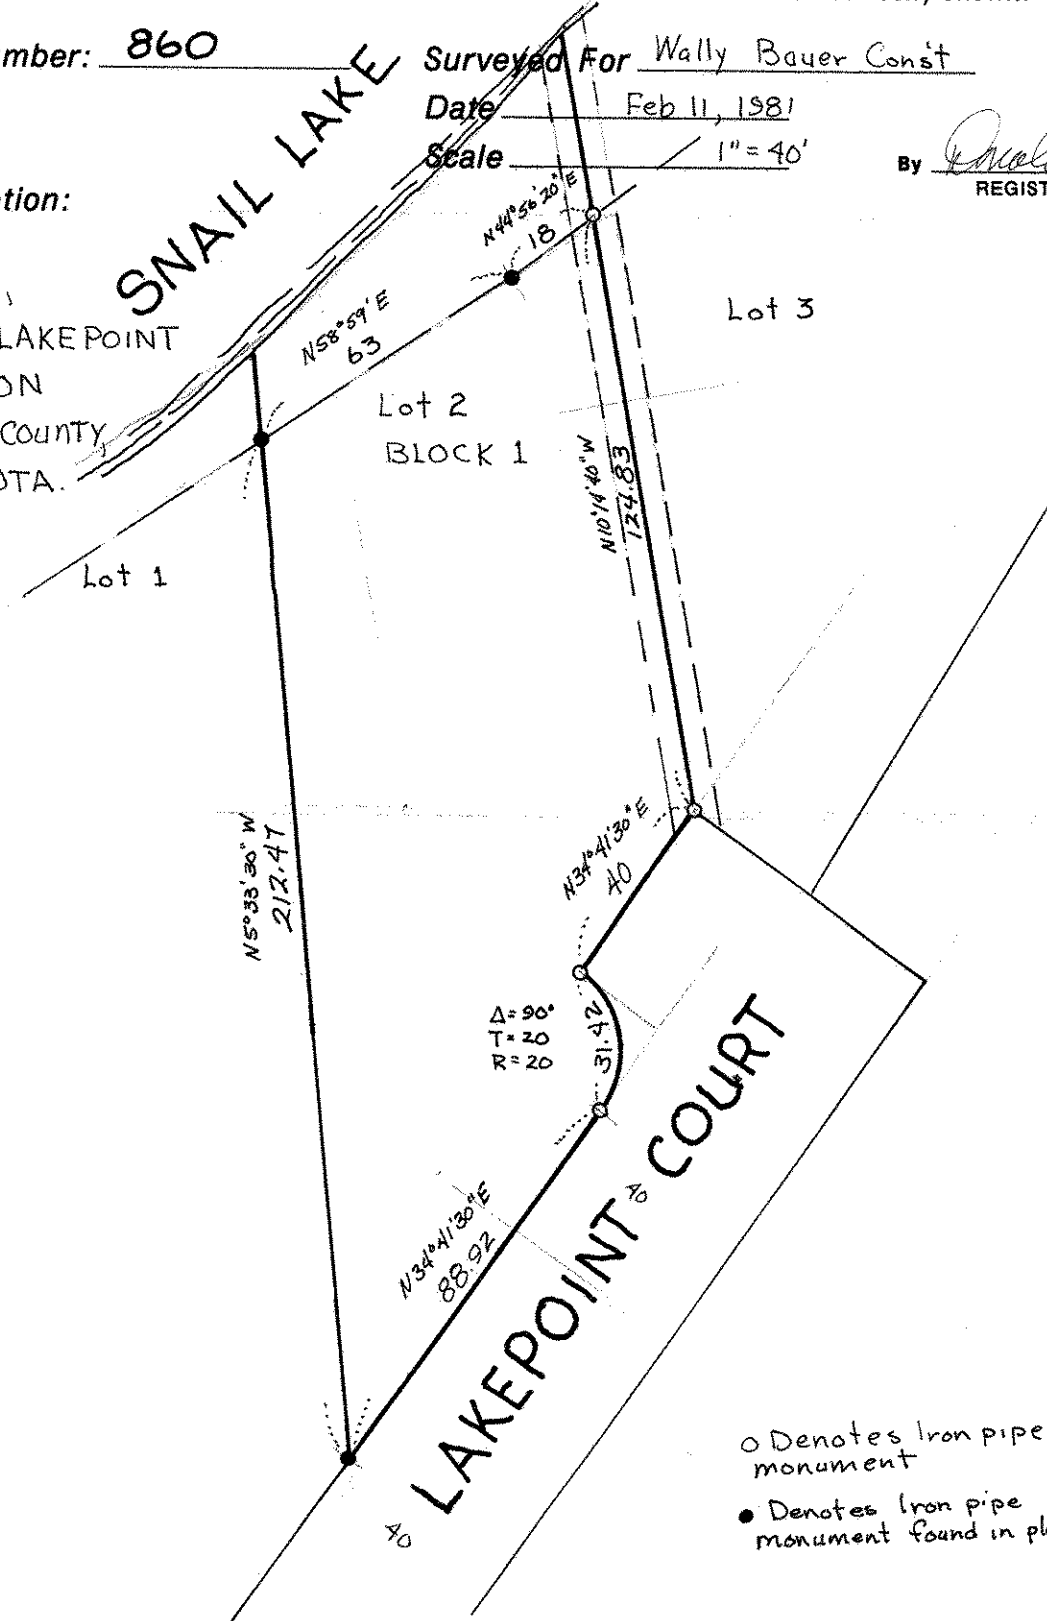 mber: 860
Surveyed For Wally Bauer Const
Date Feb 11, 1981
Scale 1" = 40'
By
REGIST
tion:
SNAIL LAKE
LAKEPOINT
ON
COUNTY,
OTA.
N44°56'20"E
18
N58°59'E
63
Lot 3
Lot 2
BLOCK 1
Lot 1
N10°14'40"W
124.83
N5°33'30"W
212.47
N34°41'30"E
40
Δ=90°
T=20
R=20
31.42
N34°41'30"E
88.92
LAKEPOINT COURT
40
40
o Denotes Iron pipe
monument
● Denotes Iron pipe
monument found in pl